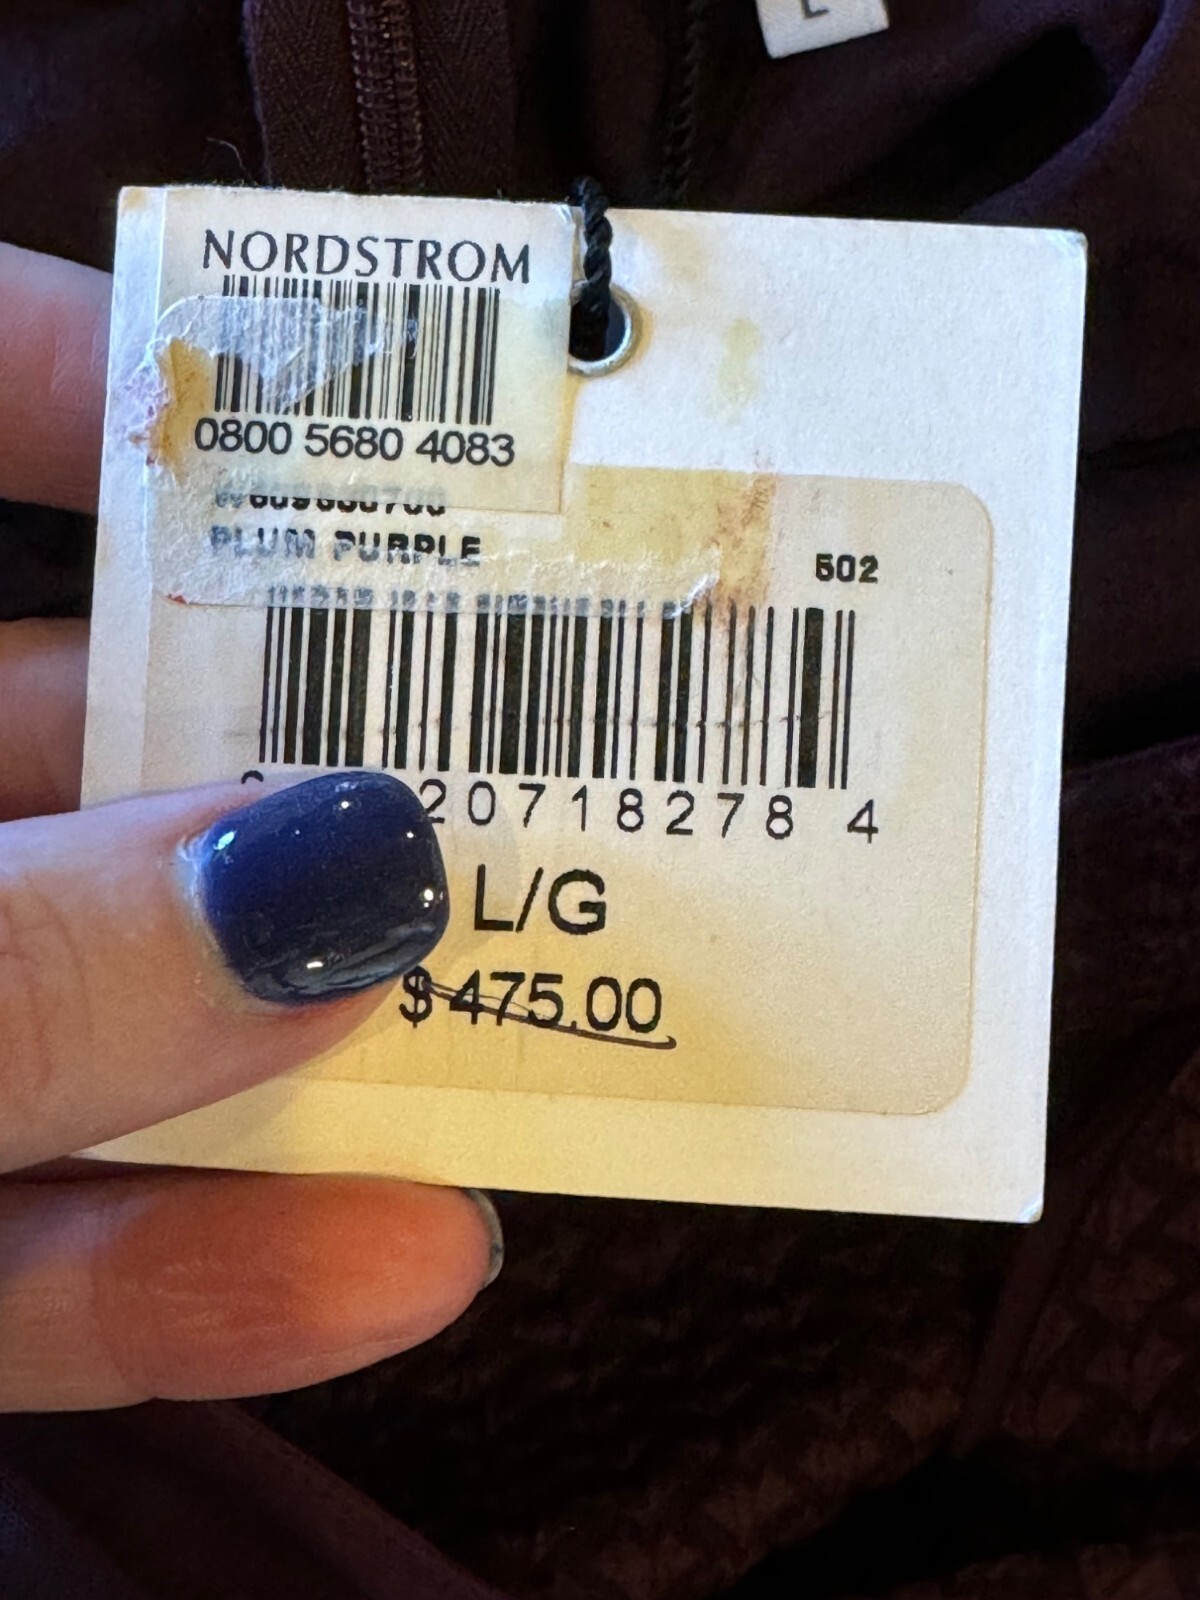 L
NORDSTROM
0800 5680 4083
PLUM PURPLE
502
20718278 4
L/G
$475.00